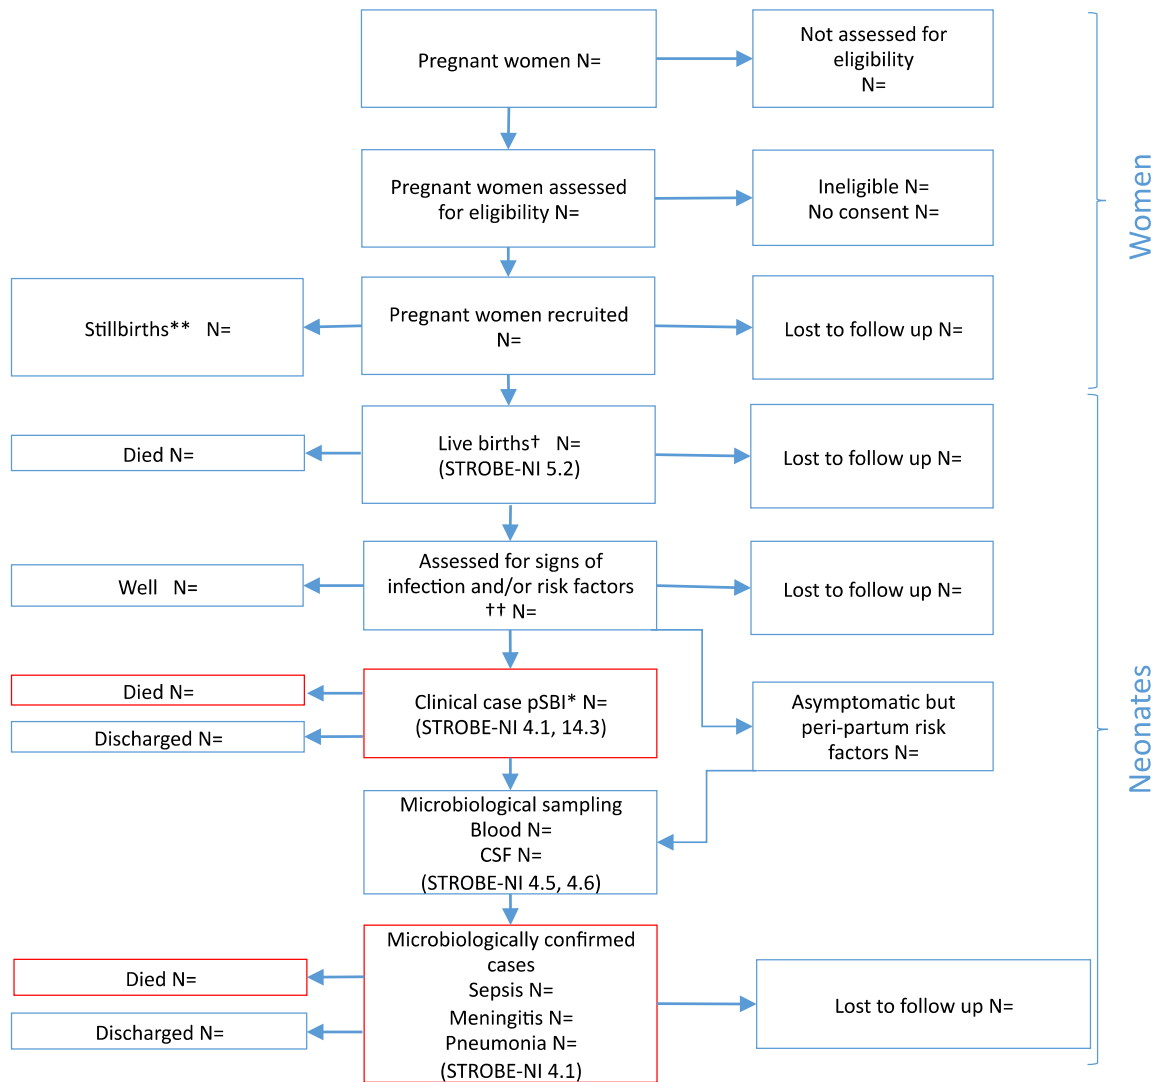 Pregnant women N=
Not assessed for
eligibility
N=
Pregnant women assessed
for eligibility N=
Ineligible N=
No consent N=
Women
Stillbirths**   N=
Pregnant women recruited
N=
Lost to follow up N=
Died N=
Live births†   N=
(STROBE-NI 5.2)
Lost to follow up N=
Well   N=
Assessed for signs of
infection and/or risk factors
†† N=
Lost to follow up N=
Died N=
Discharged N=
Clinical case pSBI* N=
(STROBE-NI 4.1, 14.3)
Asymptomatic but
peri-partum risk
factors N=
Neonates
Microbiological sampling
Blood N=
CSF N=
(STROBE-NI 4.5, 4.6)
Died N=
Discharged N=
Microbiologically confirmed
cases
Sepsis N=
Meningitis N=
Pneumonia N=
(STROBE-NI 4.1)
Lost to follow up N=